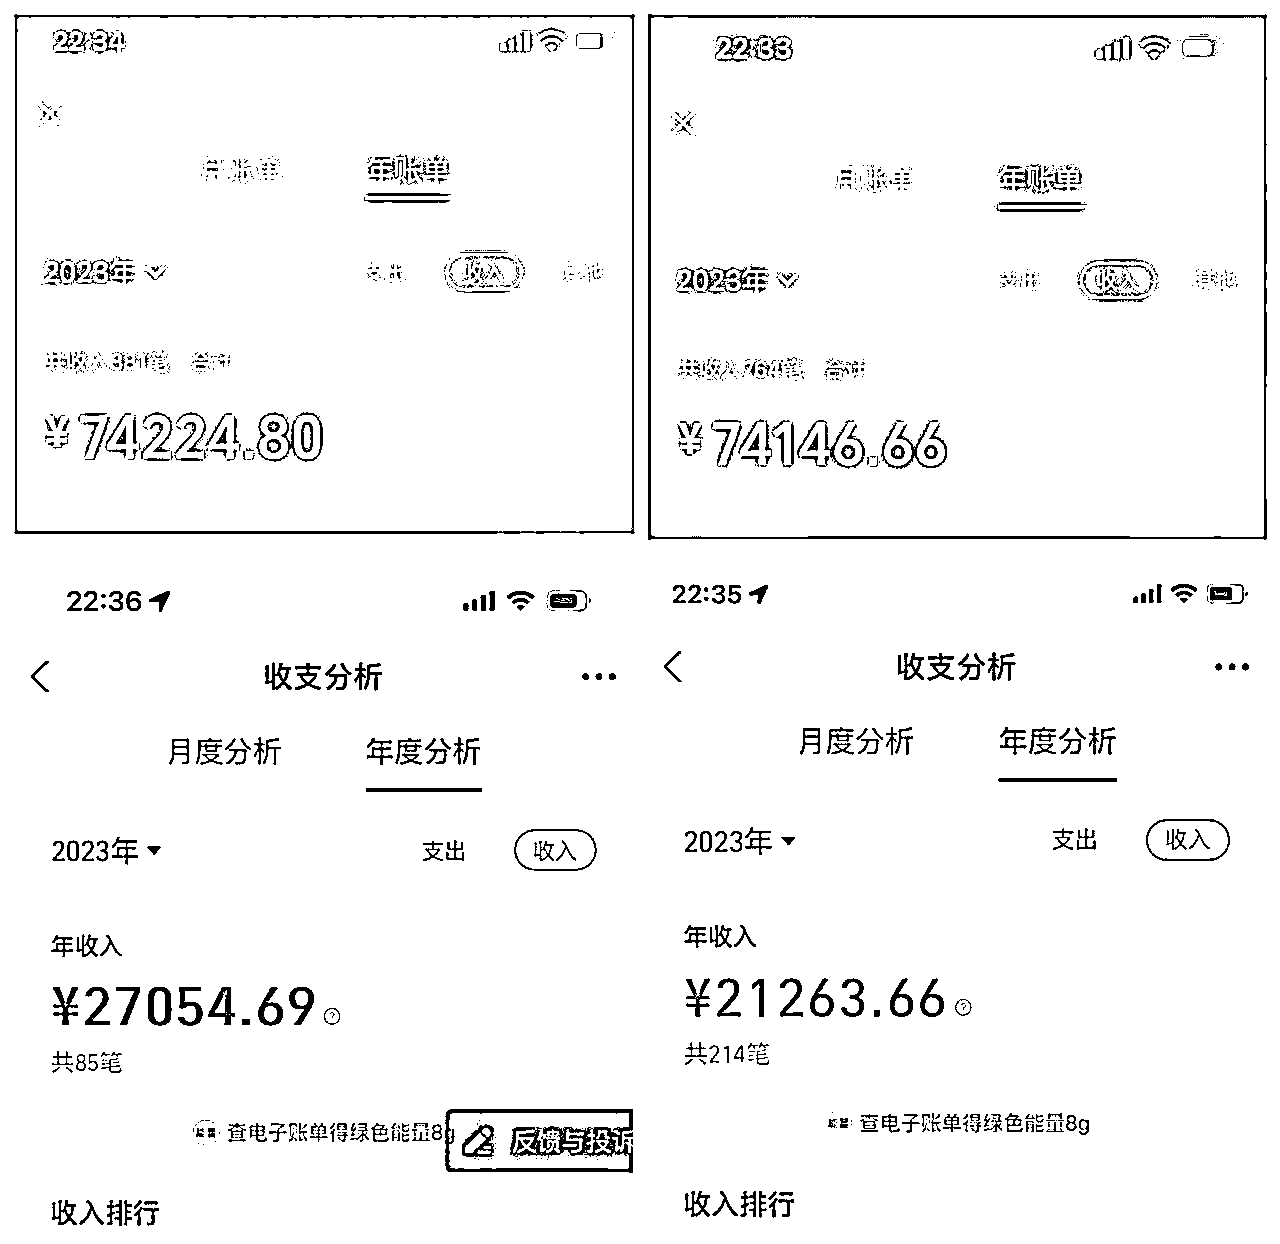 22:34
月账单 年账单
2023年 支出 收入 其他
共收入381笔 合计
¥74224.80
22:33
月账单 年账单
2023年 支出 收入 其他
共收入764笔 合计
¥74146.66
22:36
收支分析
月度分析 年度分析
2023年 支出 收入
年收入
¥27054.69
共85笔
查电子账单得绿色能量8g
反馈与投诉
收入排行
22:35
收支分析
月度分析 年度分析
2023年 支出 收入
年收入
¥21263.66
共214笔
查电子账单得绿色能量8g
收入排行